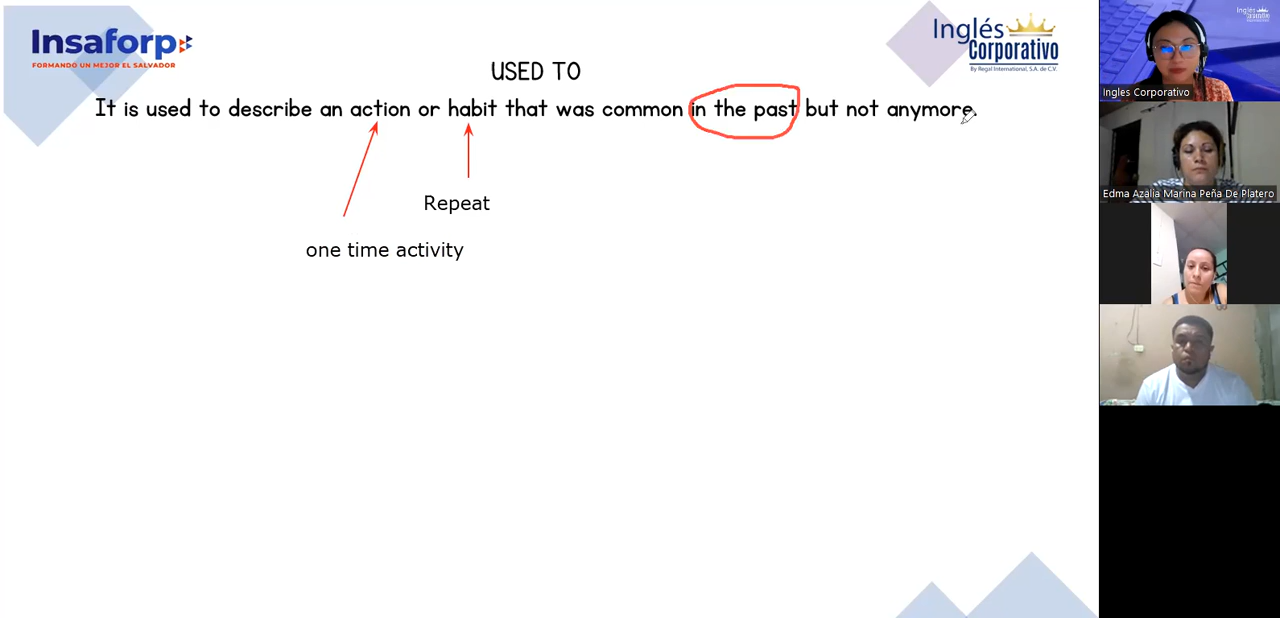 Insaforp
FORMANDO UN MEJOR EL SALVADOR
Inglés
Corporativo
By Regal International, S.A. de C.V.
USED TO
It is used to describe an action or habit that was common in the past but not anymore.
Repeat
one time activity
Ingles Corporativo
Edma Azalia Marina Peña De Platero